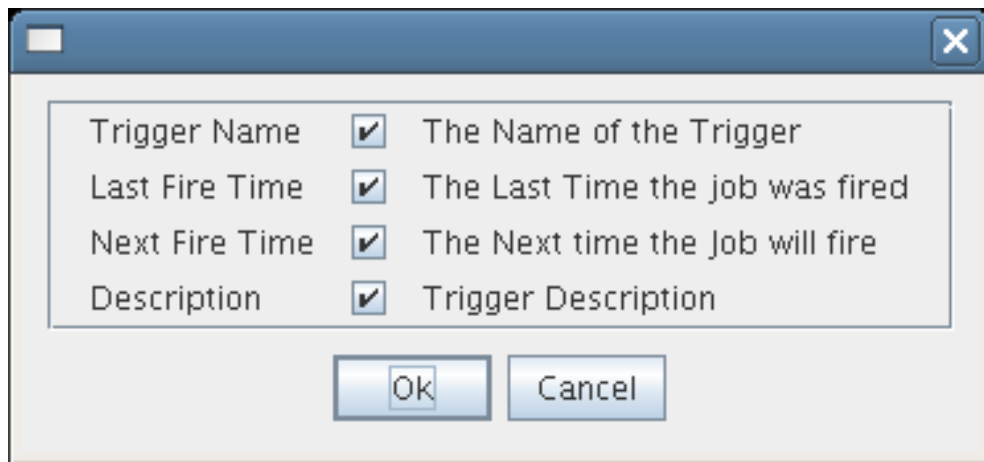 Trigger Name The Name of the Trigger
Last Fire Time The Last Time the job was fired
Next Fire Time The Next time the Job will fire
Description Trigger Description
Ok Cancel